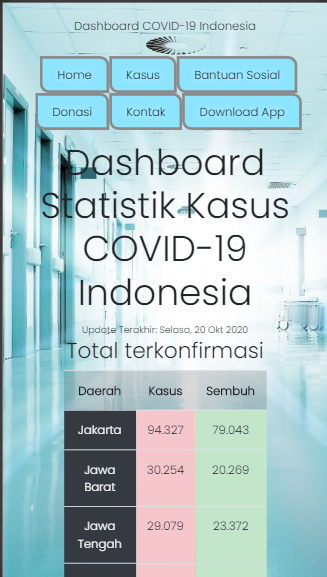 Dashboard COVID-19 Indonesia
Home Kasus Bantuan Sosial
Donasi Kontak Download App
Dashboard
Statistik Kasus
COVID-19
Indonesia
Update Terakhir: Selasa, 20 Okt 2020
Total terkonfirmasi
Daerah Kasus Sembuh
Jakarta 94.327 79.043
Jawa 30.254 20.269
Barat
Jawa 29.079 23.372
Tengah